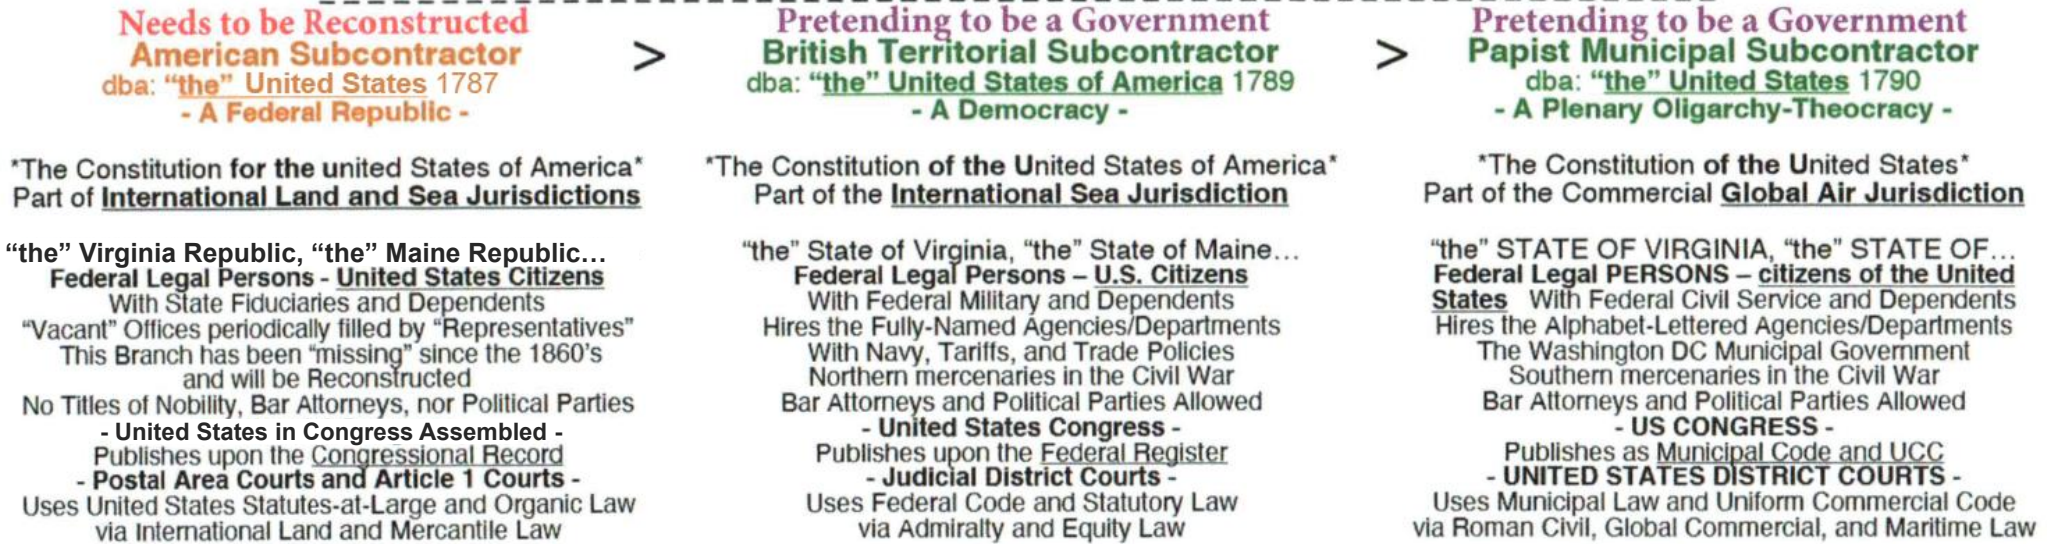 Needs to be Reconstructed
American Subcontractor
dba: “the” United States 1787
- A Federal Republic -
*The Constitution for the united States of America*
Part of International Land and Sea Jurisdictions
“the” Virginia Republic, “the” Maine Republic…
Federal Legal Persons - United States Citizens
With State Fiduciaries and Dependents
“Vacant” Offices periodically filled by “Representatives”
This Branch has been “missing” since the 1860’s
and will be Reconstructed
No Titles of Nobility, Bar Attorneys, nor Political Parties
- United States in Congress Assembled -
Publishes upon the Congressional Record
- Postal Area Courts and Article 1 Courts -
Uses United States Statutes-at-Large and Organic Law
via International Land and Mercantile Law
>
Pretending to be a Government
British Territorial Subcontractor
dba: “the” United States of America 1789
- A Democracy -
*The Constitution of the United States of America*
Part of the International Sea Jurisdiction
“the” State of Virginia, “the” State of Maine…
Federal Legal Persons – U.S. Citizens
With Federal Military and Dependents
Hires the Fully-Named Agencies/Departments
With Navy, Tariffs, and Trade Policies
Northern mercenaries in the Civil War
Bar Attorneys and Political Parties Allowed
- United States Congress -
Publishes upon the Federal Register
- Judicial District Courts -
Uses Federal Code and Statutory Law
via Admiralty and Equity Law
>
Pretending to be a Government
Papist Municipal Subcontractor
dba: “the” United States 1790
- A Plenary Oligarchy-Theocracy -
*The Constitution of the United States*
Part of the Commercial Global Air Jurisdiction
“the” STATE OF VIRGINIA, “the” STATE OF…
Federal Legal PERSONS – citizens of the United
States With Federal Civil Service and Dependents
Hires the Alphabet-Lettered Agencies/Departments
The Washington DC Municipal Government
Southern mercenaries in the Civil War
Bar Attorneys and Political Parties Allowed
- US CONGRESS -
Publishes as Municipal Code and UCC
- UNITED STATES DISTRICT COURTS -
Uses Municipal Law and Uniform Commercial Code
via Roman Civil, Global Commercial, and Maritime Law